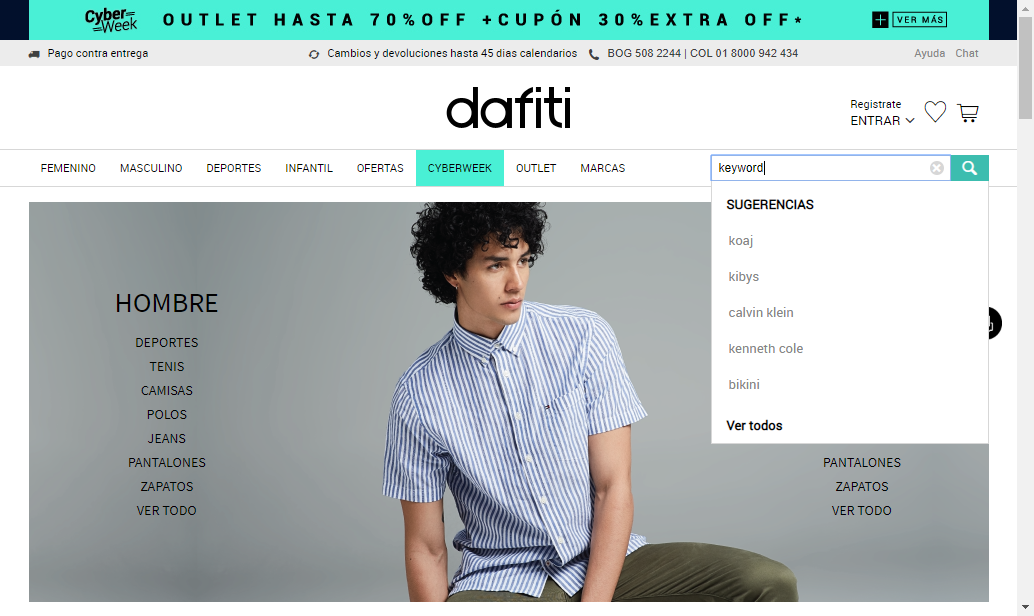 Cyber Week OUTLET HASTA 70%OFF +CUPÓN 30%EXTRA OFF* + VER MÁS
Pago contra entrega Cambios y devoluciones hasta 45 dias calendarios BOG 508 2244 | COL 01 8000 942 434 Ayuda Chat
dafiti
Registrate
ENTRAR
FEMENINO MASCULINO DEPORTES INFANTIL OFERTAS CYBERWEEK OUTLET MARCAS keyword
SUGERENCIAS
koaj
kibys
calvin klein
kenneth cole
bikini
Ver todos
HOMBRE
DEPORTES
TENIS
CAMISAS
POLOS
JEANS
PANTALONES
ZAPATOS
VER TODO
PANTALONES
ZAPATOS
VER TODO